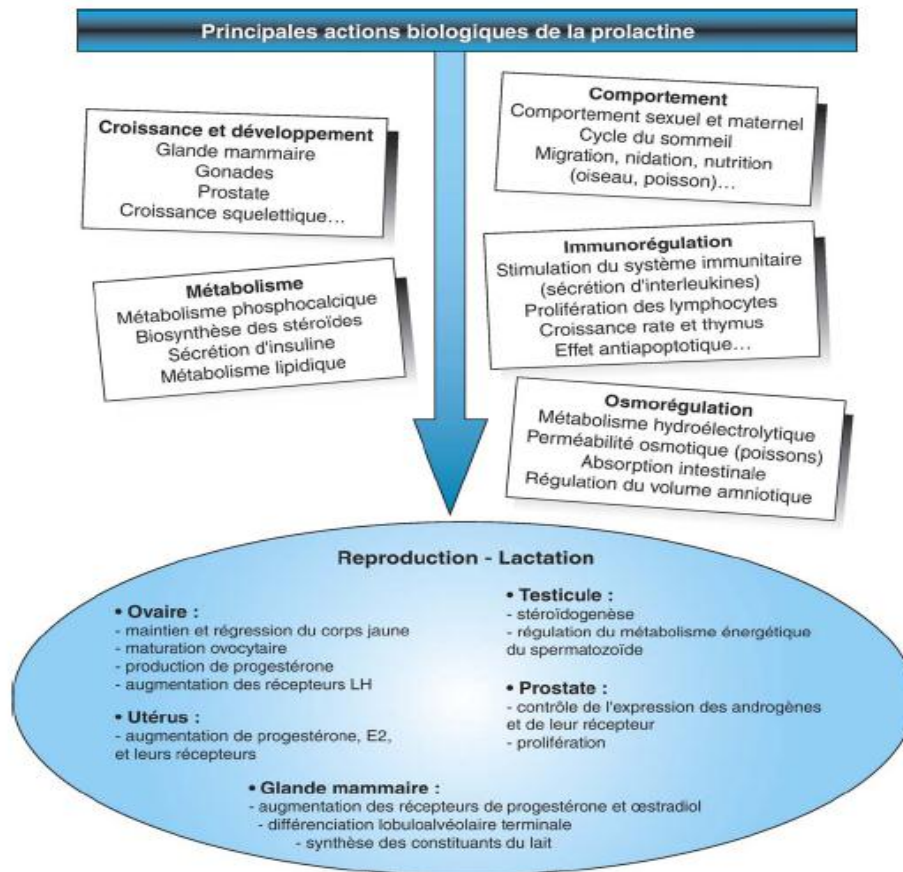 Principales actions biologiques de la prolactine
Croissance et développement
Glande mammaire
Gonades
Prostate
Croissance squelettique...
Métabolisme
Métabolisme phosphocalcique
Biosynthèse des stéroïdes
Sécrétion d'insuline
Métabolisme lipidique
Comportement
Comportement sexuel et maternel
Cycle du sommeil
Migration, nidation, nutrition
(oiseau, poisson)...
Immunorégulation
Stimulation du système immunitaire
(sécrétion d'interleukines)
Prolifération des lymphocytes
Croissance rate et thymus
Effet antiapoptotique...
Osmorégulation
Métabolisme hydroélectrolytique
Perméabilité osmotique (poissons)
Absorption intestinale
Régulation du volume amniotique
Reproduction - Lactation
• Ovaire :
- maintien et régression du corps jaune
- maturation ovocytaire
- production de progestérone
- augmentation des récepteurs LH
• Utérus :
- augmentation de progestérone, E2,
et leurs récepteurs
• Testicule :
- stéroïdogenèse
- régulation du métabolisme énergétique
du spermatozoïde
• Prostate :
- contrôle de l'expression des androgènes
et de leur récepteur
- prolifération
• Glande mammaire :
- augmentation des récepteurs de progestérone et œstradiol
- différenciation lobuloalvéolaire terminale
- synthèse des constituants du lait